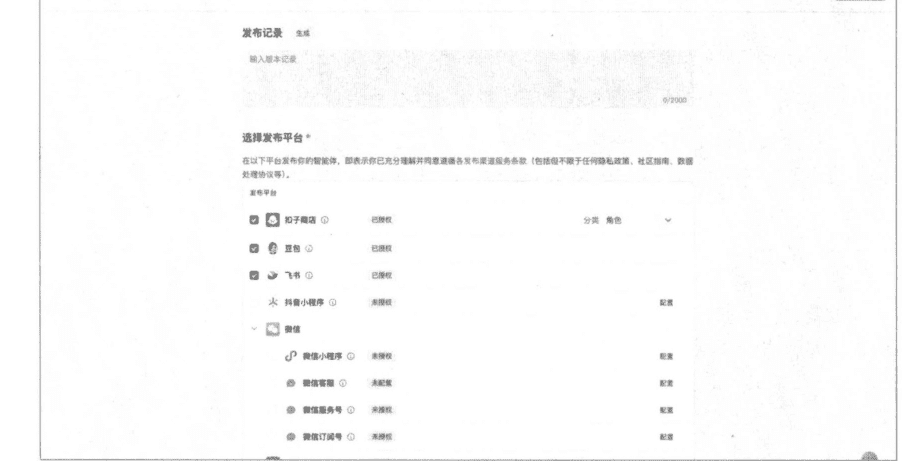 发布记录 生成
输入版本记录
0/2000
选择发布平台 *
在以下平台发布你的智能体，即表示你已充分理解并同意遵循各发布渠道服务条款（包括但不限于任何隐私政策、社区指南、数据
处理协议等）。
发布平台
扣子商店 已授权 分类 角色
豆包 已授权
飞书 已授权
抖音小程序 未授权 配置
微信
微信小程序 未授权 配置
微信客服 未配置 配置
微信服务号 未授权 配置
微信订阅号 未授权 配置